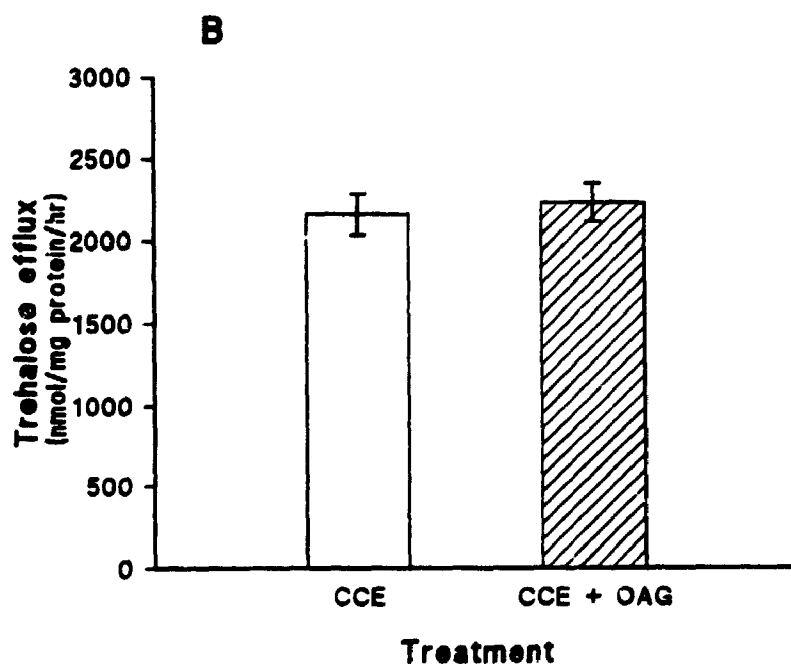 B
3000
2500
2000
1500
1000
500
0
Trehalose efflux
(nmol/mg protein/hr)
CCE
CCE + OAG
Treatment